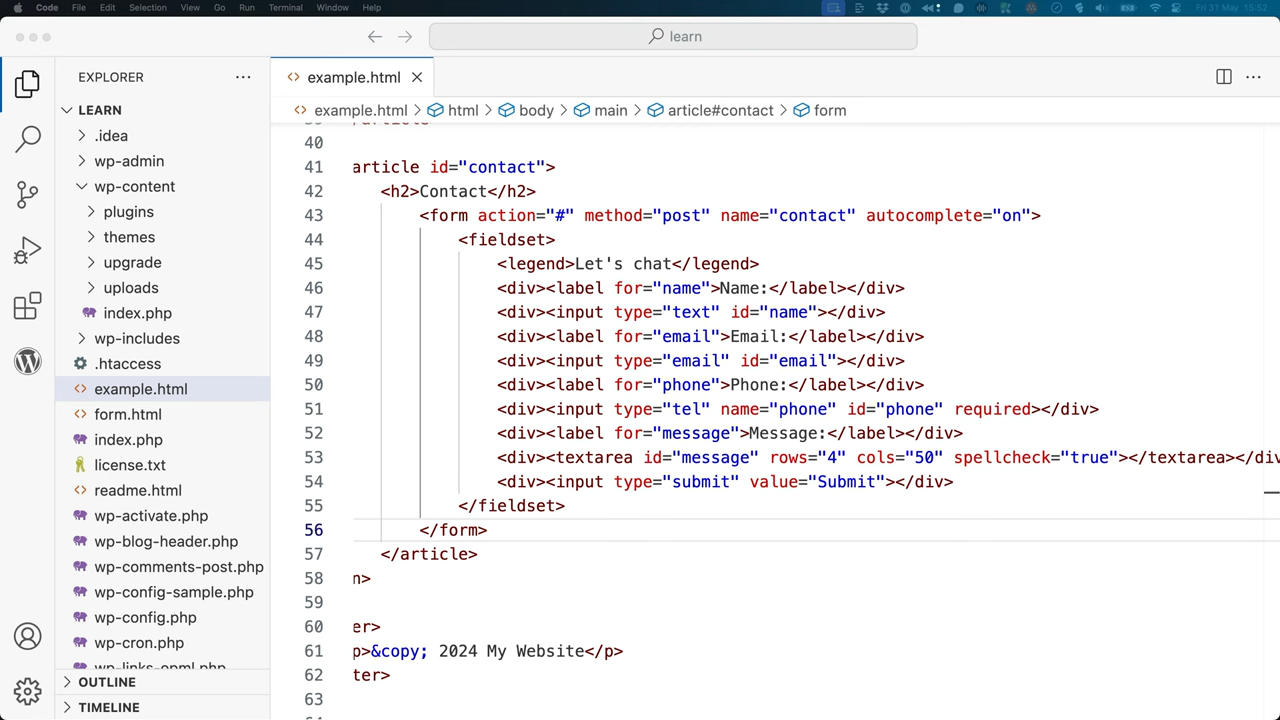 Code File Edit Selection View Go Run Terminal Window Help Fri 31 May 15:52
learn
EXPLORER
LEARN
.idea
wp-admin
wp-content
plugins
themes
upgrade
uploads
index.php
wp-includes
.htaccess
example.html
form.html
index.php
license.txt
readme.html
wp-activate.php
wp-blog-header.php
wp-comments-post.php
wp-config-sample.php
wp-config.php
wp-cron.php
wp-links-opml.php
OUTLINE
TIMELINE
example.html
example.html > html > body > main > article#contact > form
40
41 article id="contact">
42 <h2>Contact</h2>
43 <form action="#" method="post" name="contact" autocomplete="on">
44 <fieldset>
45 <legend>Let's chat</legend>
46 <div><label for="name">Name:</label></div>
47 <div><input type="text" id="name"></div>
48 <div><label for="email">Email:</label></div>
49 <div><input type="email" id="email"></div>
50 <div><label for="phone">Phone:</label></div>
51 <div><input type="tel" name="phone" id="phone" required></div>
52 <div><label for="message">Message:</label></div>
53 <div><textarea id="message" rows="4" cols="50" spellcheck="true"></textarea></div
54 <div><input type="submit" value="Submit"></div>
55 </fieldset>
56 </form>
57 </article>
58 n>
59
60 er>
61 p>&copy; 2024 My Website</p>
62 ter>
63